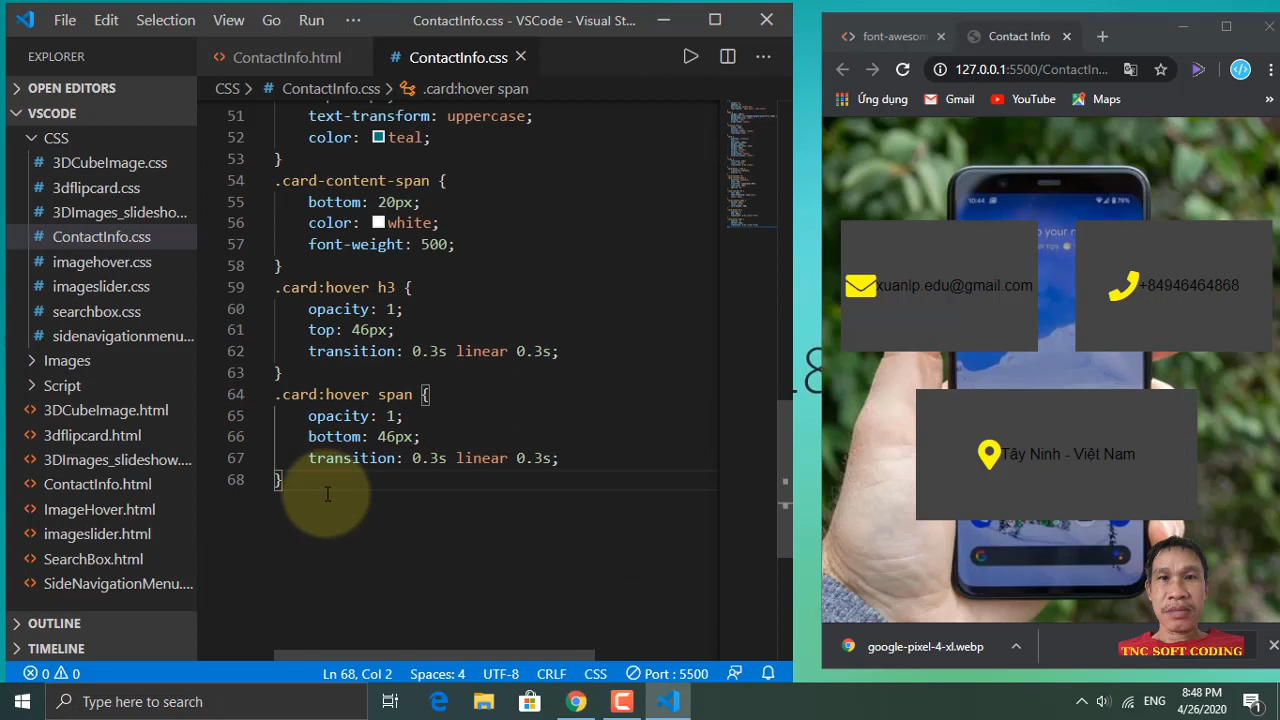 File Edit Selection View Go Run ··· ContactInfo.css - VSCode - Visual St...
EXPLORER
OPEN EDITORS
VSCODE
CSS
# 3DCubeImage.css
# 3dflipcard.css
# 3DImages_slidesho...
# ContactInfo.css
# imagehover.css
# imageslider.css
# searchbox.css
# sidenavigationmenu...
Images
Script
3DCubeImage.html
3dflipcard.html
3DImages_slideshow....
ContactInfo.html
ImageHover.html
imageslider.html
SearchBox.html
SideNavigationMenu....
OUTLINE
TIMELINE
ContactInfo.html # ContactInfo.css
CSS > # ContactInfo.css > .card:hover span
51 text-transform: uppercase;
52 color: teal;
53 }
54 .card-content-span {
55 bottom: 20px;
56 color: white;
57 font-weight: 500;
58 }
59 .card:hover h3 {
60 opacity: 1;
61 top: 46px;
62 transition: 0.3s linear 0.3s;
63 }
64 .card:hover span {
65 opacity: 1;
66 bottom: 46px;
67 transition: 0.3s linear 0.3s;
68 }
0 0 Ln 68, Col 2 Spaces: 4 UTF-8 CRLF CSS Port : 5500
font-awesom Contact Info
127.0.0.1:5500/ContactIn...
Ứng dụng Gmail YouTube Maps »
10:44 78%
xuanlp.edu@gmail.com
+84946464868
Tây Ninh - Việt Nam
8
TNC SOFT CODING
google-pixel-4-xl.webp
Type here to search
ENG
8:48 PM
4/26/2020
1